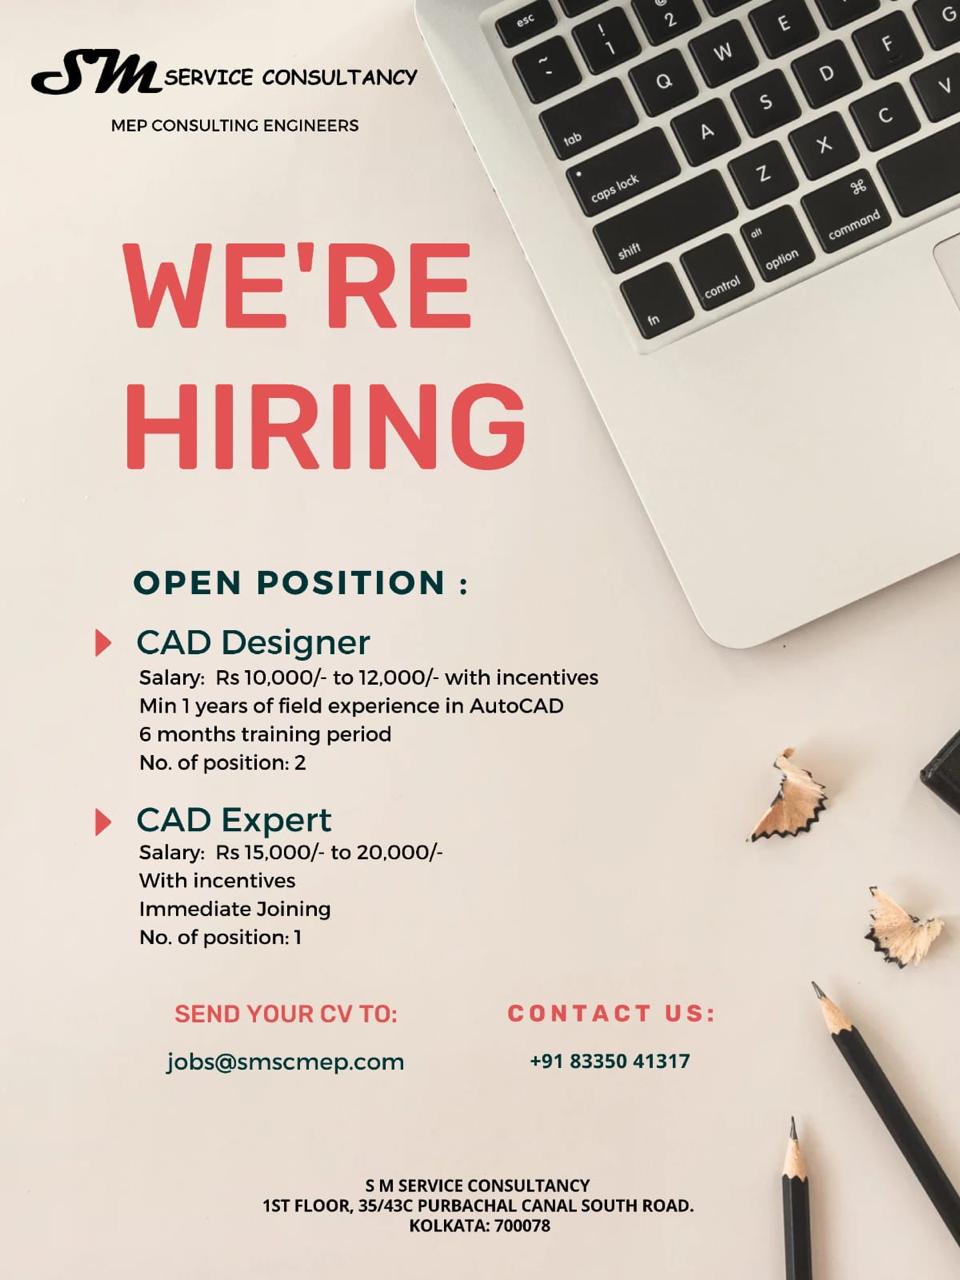 SM SERVICE CONSULTANCY
MEP CONSULTING ENGINEERS
WE'RE
HIRING
OPEN POSITION :
CAD Designer
Salary: Rs 10,000/- to 12,000/- with incentives
Min 1 years of field experience in AutoCAD
6 months training period
No. of position: 2
CAD Expert
Salary: Rs 15,000/- to 20,000/-
With incentives
Immediate Joining
No. of position: 1
SEND YOUR CV TO:
jobs@smscmep.com
CONTACT US:
+91 83350 41317
S M SERVICE CONSULTANCY
1ST FLOOR, 35/43C PURBACHAL CANAL SOUTH ROAD.
KOLKATA: 700078
esc
! 1
@ 2
~
Q W E
tab
A S D F G
caps lock
Z X C V
shift
fn
control
alt option
⌘ command